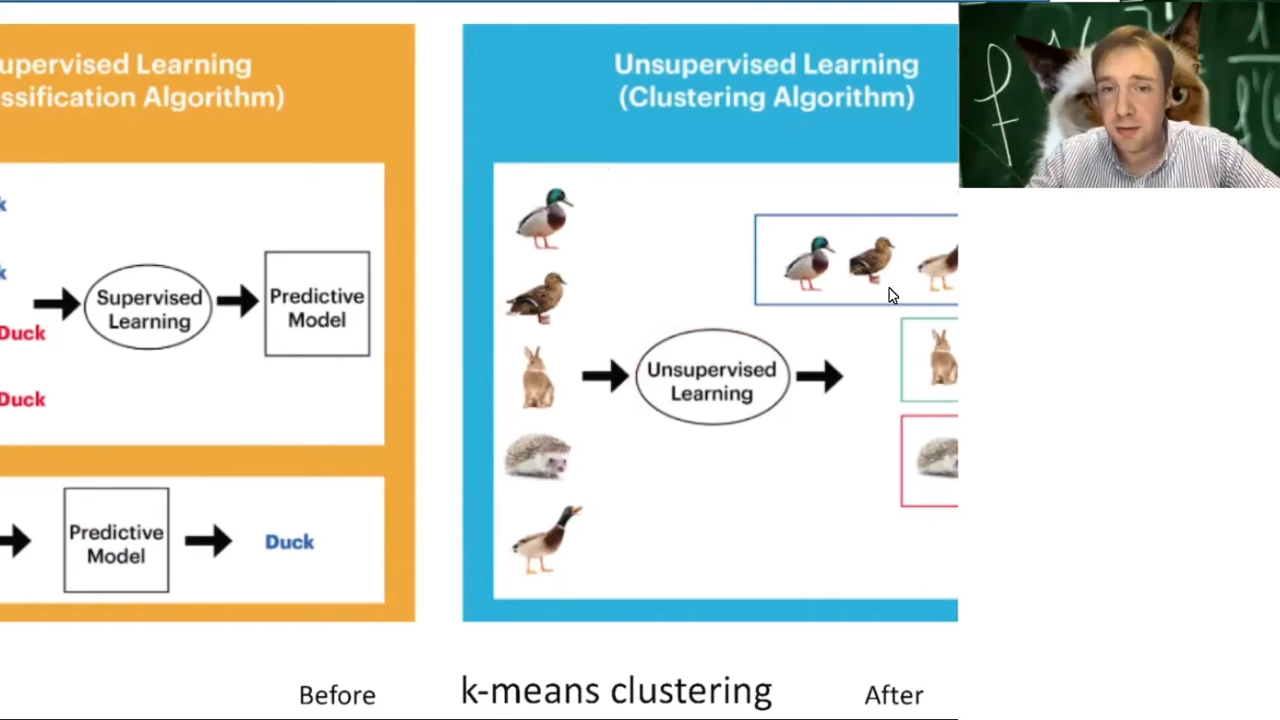 upervised Learning
ssification Algorithm)
k
k
Duck
Duck
Supervised
Learning
Predictive
Model
Predictive
Model
Duck
Unsupervised Learning
(Clustering Algorithm)
Unsupervised
Learning
Before
k-means clustering
After